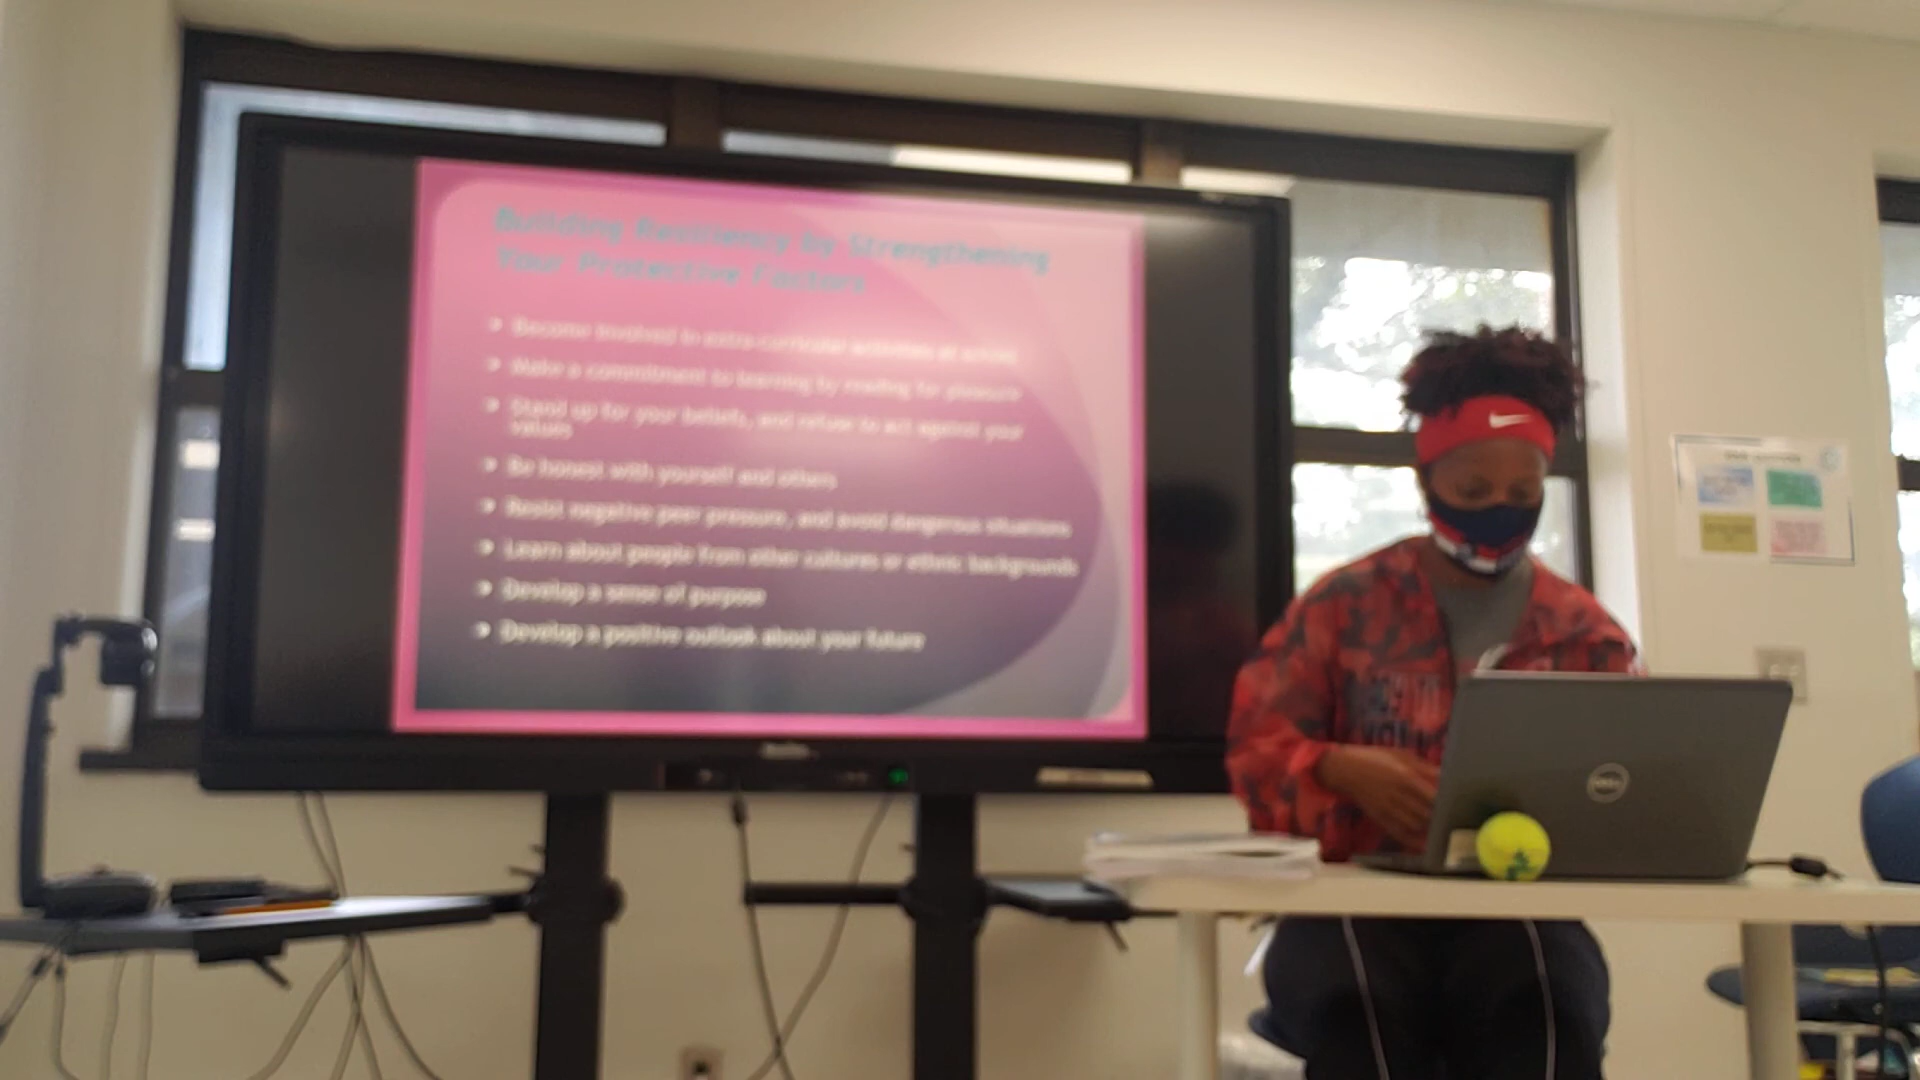 Building Resiliency by Strengthening
Your Protective Factors
Become involved in extra-curricular activities at school
Make a commitment to learning by reading for pleasure
Stand up for your beliefs, and refuse to act against your
values
Be honest with yourself and others
Resist negative peer pressure, and avoid dangerous situations
Learn about people from other cultures or ethnic backgrounds
Develop a sense of purpose
Develop a positive outlook about your future
DELL